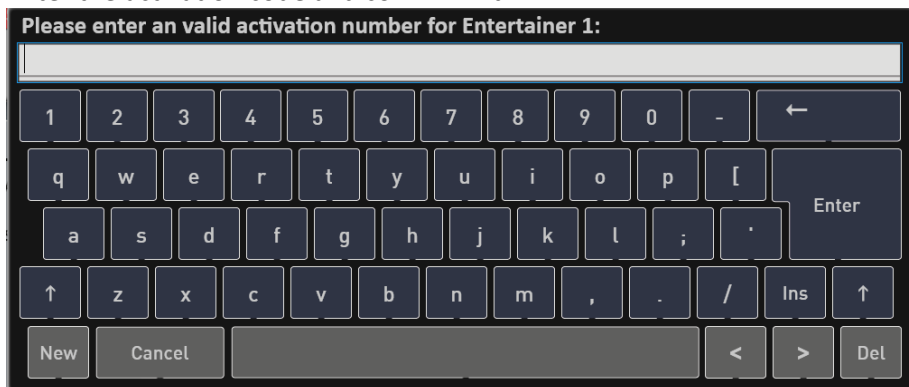 Please enter an valid activation number for Entertainer 1:
1 2 3 4 5 6 7 8 9 0 - ←
q w e r t y u i o p [ Enter
a s d f g h j k l ; '
↑ z x c v b n m , . / Ins ↑
New Cancel < > Del